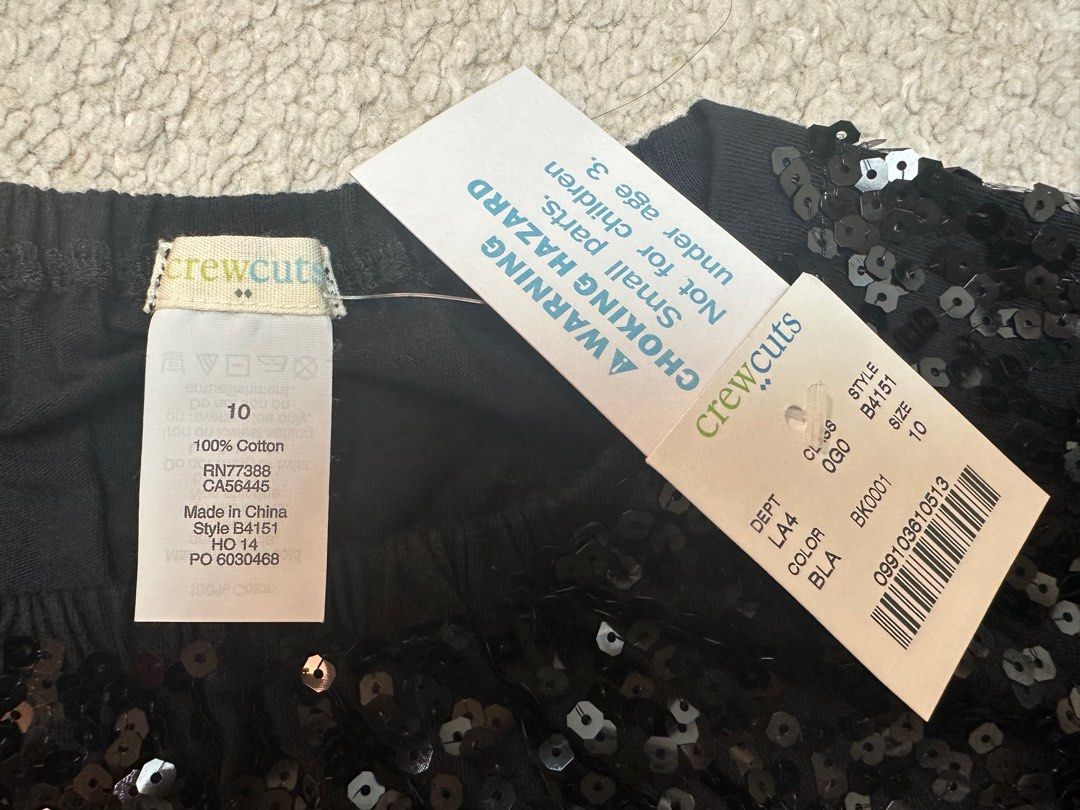 crewcuts
10
100% Cotton
RN77388
CA56445
Made in China
Style B4151
HO 14
PO 6030468
⚠ WARNING
CHOKING HAZARD
Small parts.
Not for children
under age 3.
crewcuts
CLASS
0G0
STYLE
B4151
SIZE
10
DEPT
LA4
COLOR
BLA
BK0001
099103610513